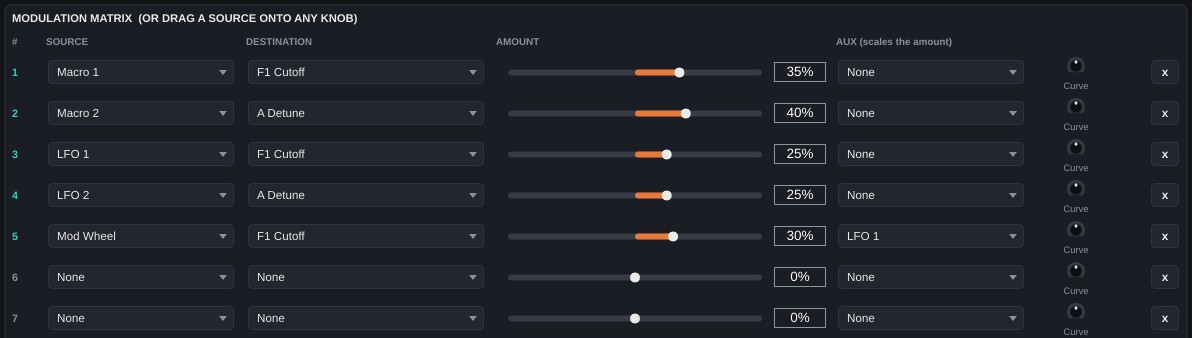 MODULATION MATRIX (OR DRAG A SOURCE ONTO ANY KNOB)
# SOURCE DESTINATION AMOUNT AUX (scales the amount)
1 Macro 1 F1 Cutoff 35% None Curve x
2 Macro 2 A Detune 40% None Curve x
3 LFO 1 F1 Cutoff 25% None Curve x
4 LFO 2 A Detune 25% None Curve x
5 Mod Wheel F1 Cutoff 30% LFO 1 Curve x
6 None None 0% None Curve x
7 None None 0% None Curve x